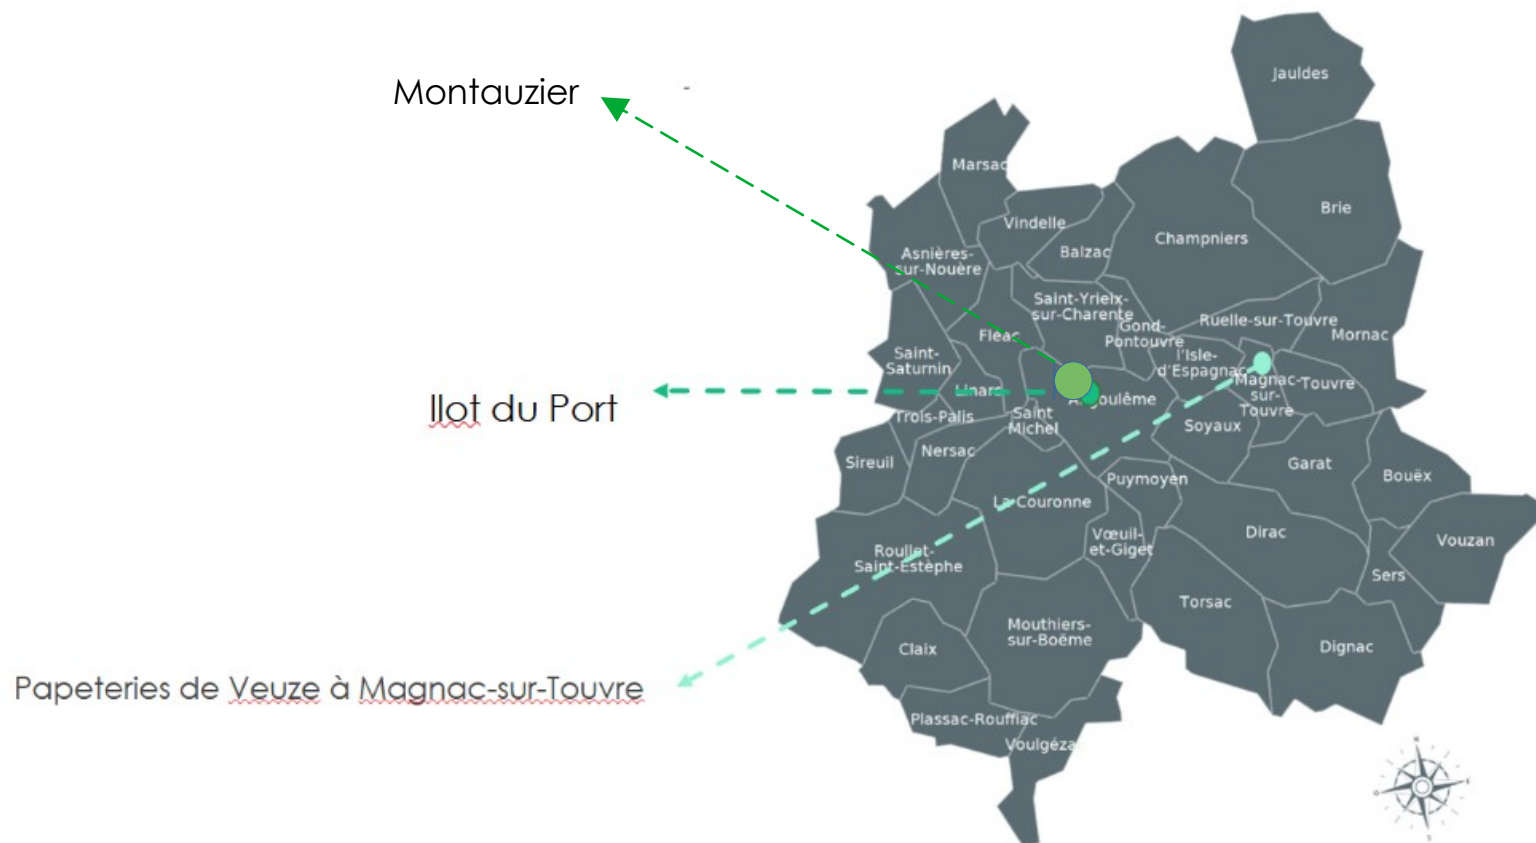 Montauzier
-
Ilot du Port
Papeteries de Veuze à Magnac-sur-Touvre
Jauldes
Marsac
Brie
Vindelle
Champniers
Balzac
Asnières-
sur-Nouère
Saint-Yrieix-
sur-Charente
Gond-
Pontouvre
Ruelle-sur-Touvre
Mornac
Fléac
Saint-
Saturnin
l'Isle-
d'Espagnac
Magnac-
sur-
Touvre
Touvre
Linars
Angoulême
Trois-Palis
Saint
Michel
Soyaux
Nersac
Sireuil
Garat
Bouëx
Puymoyen
La Couronne
Dirac
Vouzan
Vœuil-
et-Giget
Roullet-
Saint-Estèphe
Sers
Torsac
Mouthiers-
sur-Boëme
Claix
Dignac
Plassac-Rouffiac
Voulgéza